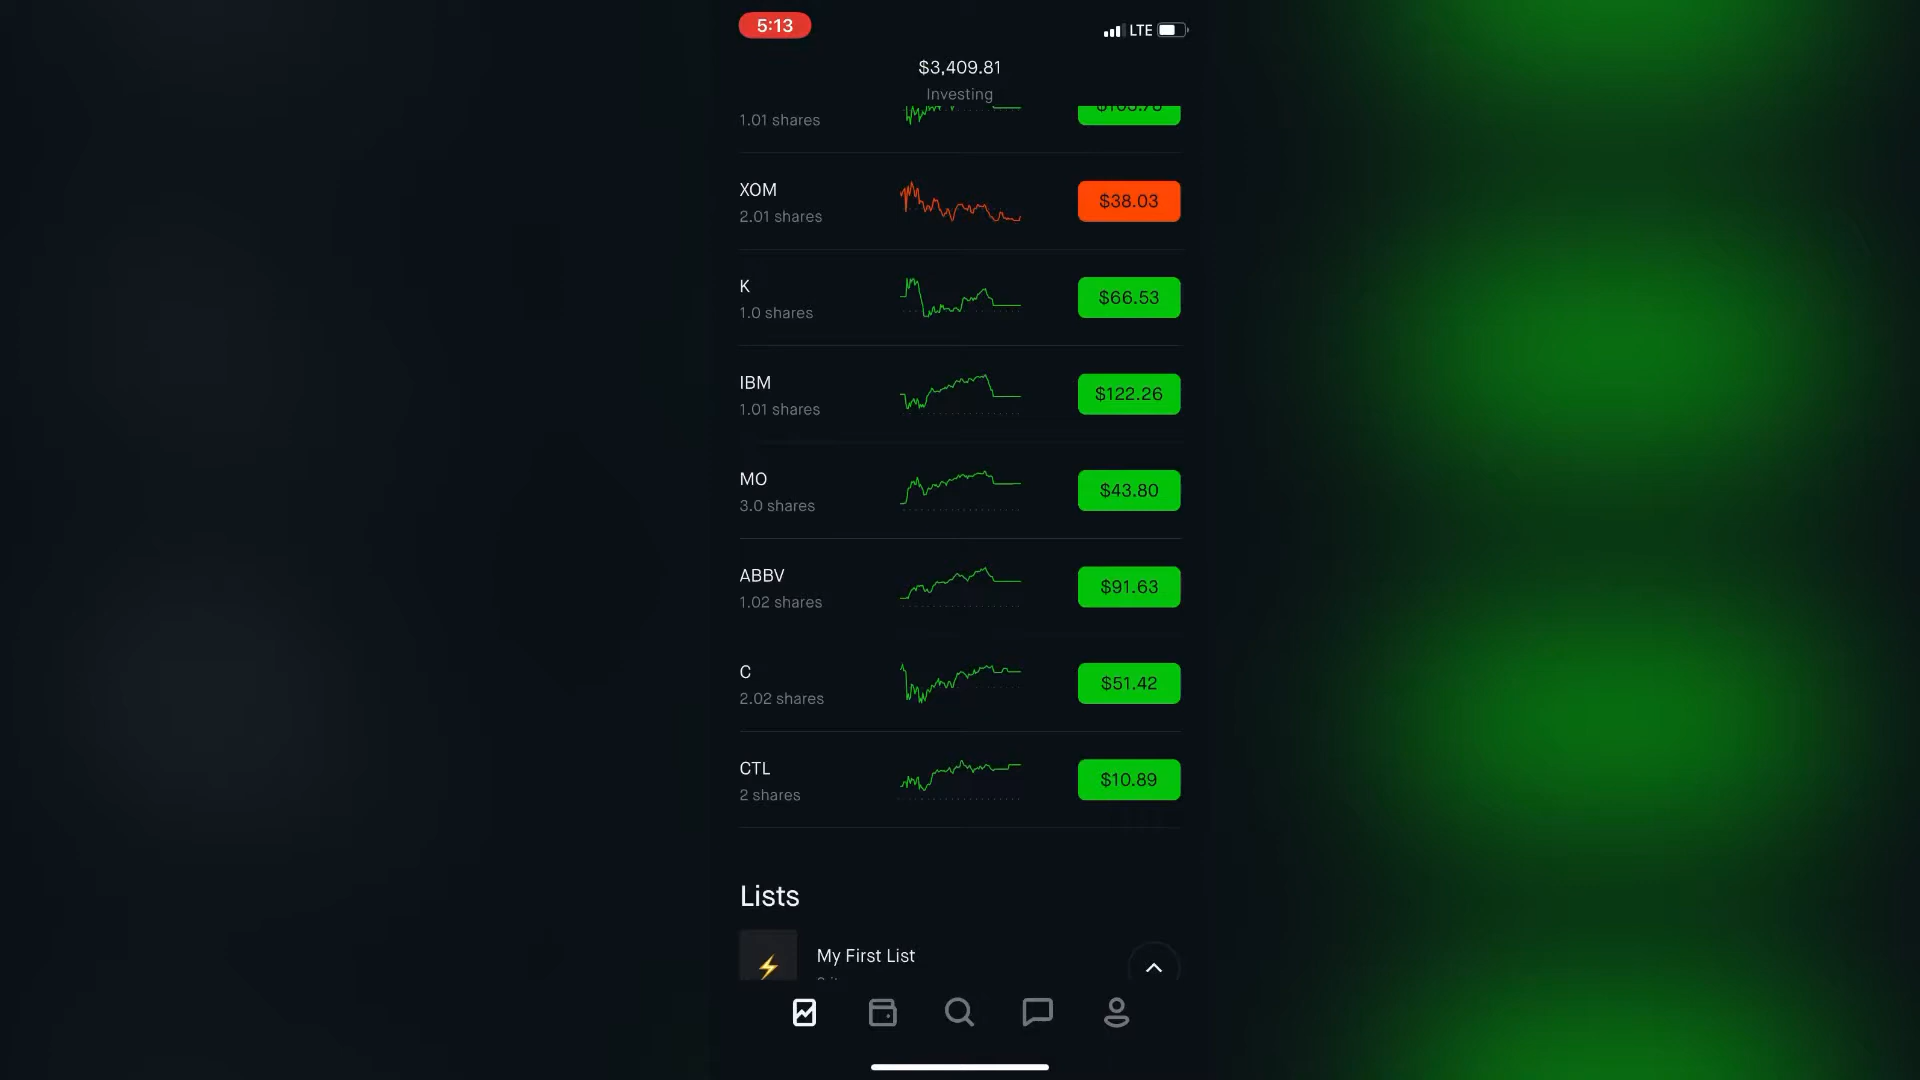 5:13
LTE
$3,409.81
Investing
1.01 shares
XOM
$38.03
2.01 shares
K
$66.53
1.0 shares
IBM
$122.26
1.01 shares
MO
$43.80
3.0 shares
ABBV
$91.63
1.02 shares
C
$51.42
2.02 shares
CTL
$10.89
2 shares
Lists
My First List